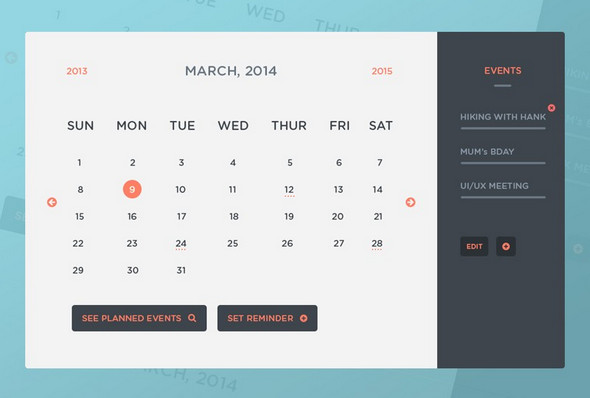 WED
2013 MARCH, 2014 2015
SUN MON TUE WED THUR FRI SAT
1 2 3 4 5 6 7
8 9 10 11 12 13 14
15 16 17 18 19 20 21
22 23 24 25 26 27 28
29 30 31
SEE PLANNED EVENTS
SET REMINDER
EVENTS
HIKING WITH HANK
MUM's BDAY
UI/UX MEETING
EDIT
2014